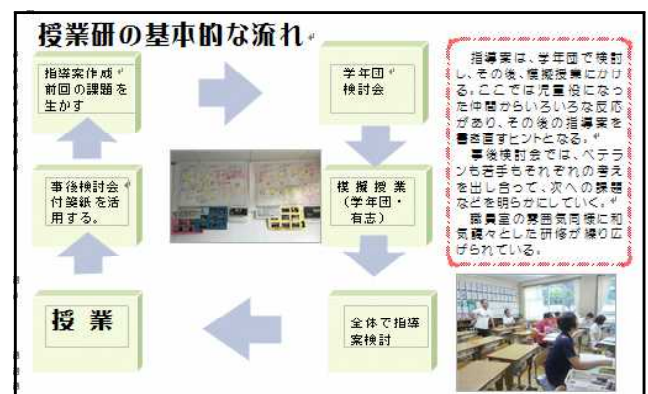 授業研の基本的な流れ
指導案作成
前回の課題を
生かす
学年団
検討会
事後検討会
付箋紙を活
用する。
模擬授業
(学年団・
有志)
授業
全体で指導
案検討
指導案は、学年団で検討
し、その後、模擬授業にかけ
る。ここでは児童役になっ
た仲間からいろいろな反応
があり、その後の指導案を
書き直すヒントとなる。
事後検討会では、ベテラ
ンも若手もそれぞれの考え
を出し合って、次への課題
などを明らかにしていく。
職員室の雰囲気同様に和
気藹々とした研修が繰り広
げられている。